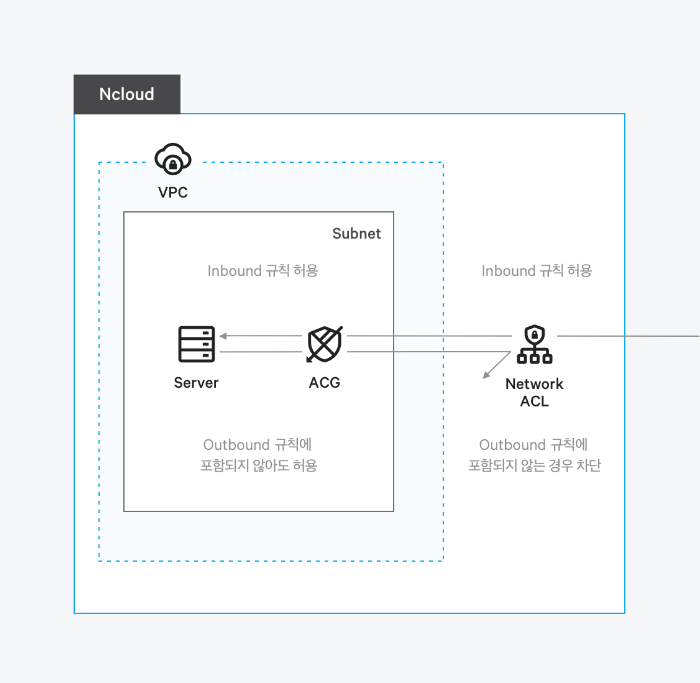 Ncloud
VPC
Subnet
Inbound 규칙 허용
Inbound 규칙 허용
Server
ACG
Network
ACL
Outbound 규칙에
포함되지 않아도 허용
Outbound 규칙에
포함되지 않는 경우 차단